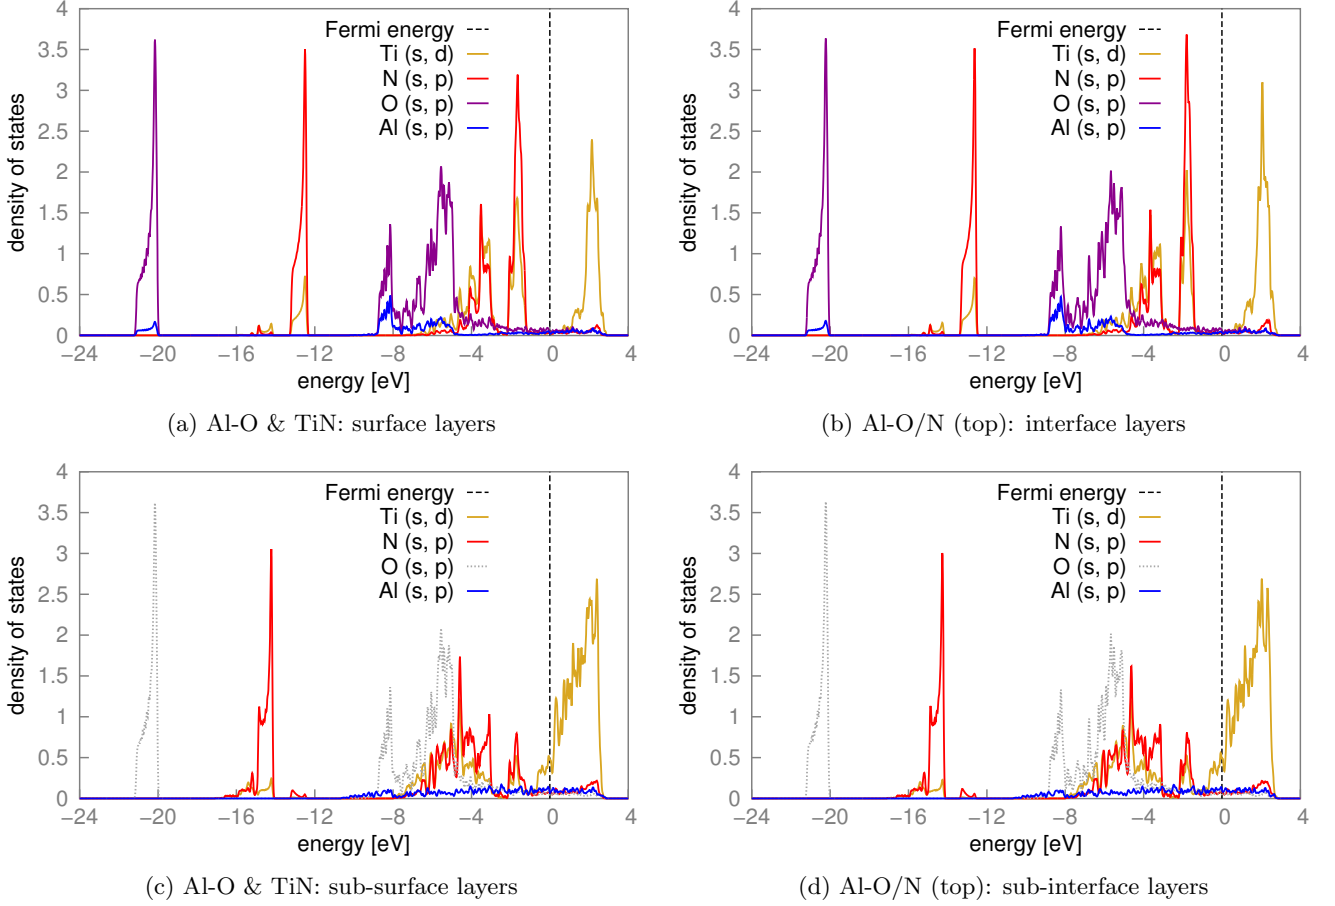 4
3.5
3
2.5
2
1.5
1
0.5
0
density of states
Fermi energy
Ti (s, d)
N (s, p)
O (s, p)
Al (s, p)
−24 −20 −16 −12 −8 −4 0 4
energy [eV]
(a) Al-O & TiN: surface layers
4
3.5
3
2.5
2
1.5
1
0.5
0
density of states
Fermi energy
Ti (s, d)
N (s, p)
O (s, p)
Al (s, p)
−24 −20 −16 −12 −8 −4 0 4
energy [eV]
(b) Al-O/N (top): interface layers
4
3.5
3
2.5
2
1.5
1
0.5
0
density of states
Fermi energy
Ti (s, d)
N (s, p)
O (s, p)
Al (s, p)
−24 −20 −16 −12 −8 −4 0 4
energy [eV]
(c) Al-O & TiN: sub-surface layers
4
3.5
3
2.5
2
1.5
1
0.5
0
density of states
Fermi energy
Ti (s, d)
N (s, p)
O (s, p)
Al (s, p)
−24 −20 −16 −12 −8 −4 0 4
energy [eV]
(d) Al-O/N (top): sub-interface layers